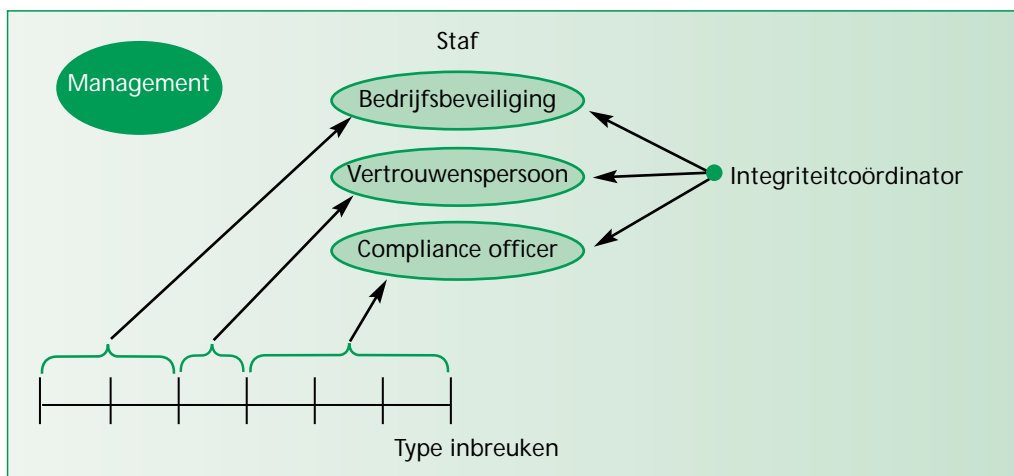 Staf
Management
Bedrijfsbeveiliging
Vertrouwenspersoon
Integriteitcoördinator
Compliance officer
Type inbreuken